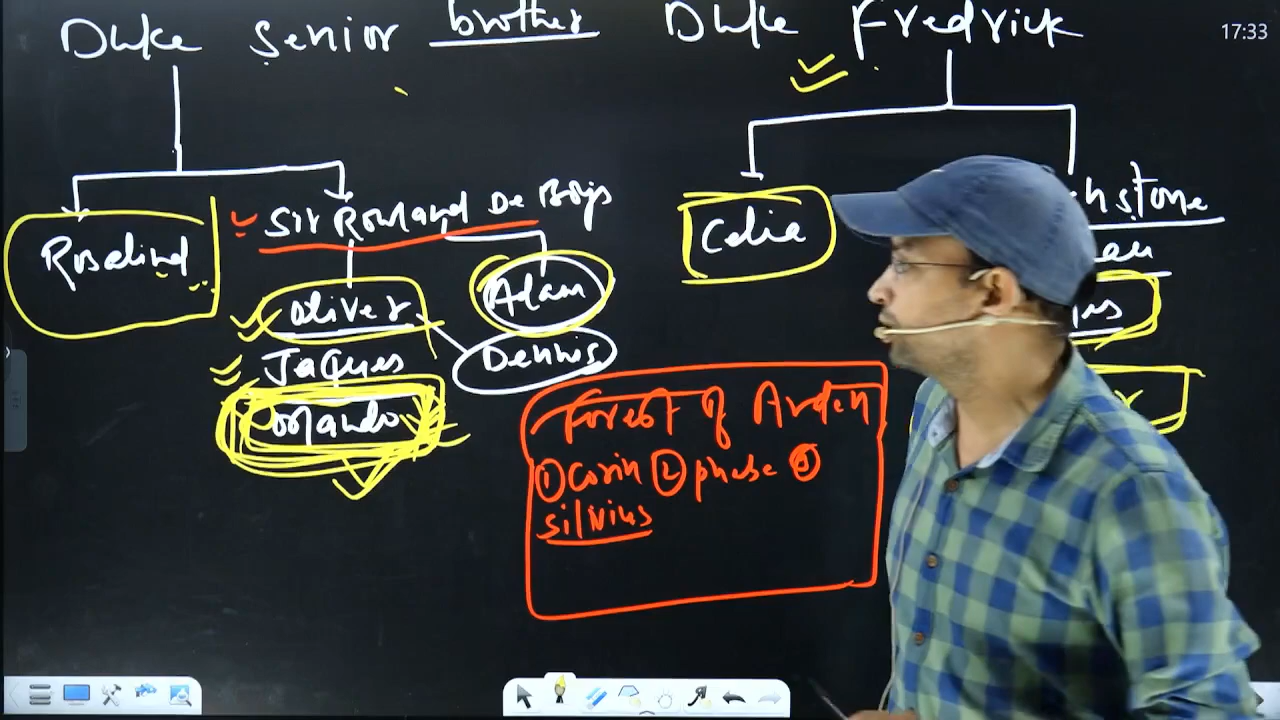 Duke Senior brother Duke Fredrick
17:33
Sir Rowland De Boys
Rosalind
Celia
Oliver
Adam
Jaques
Dennis
Orlando
Forest of Arden
① Corin ② phebe ③
silvius